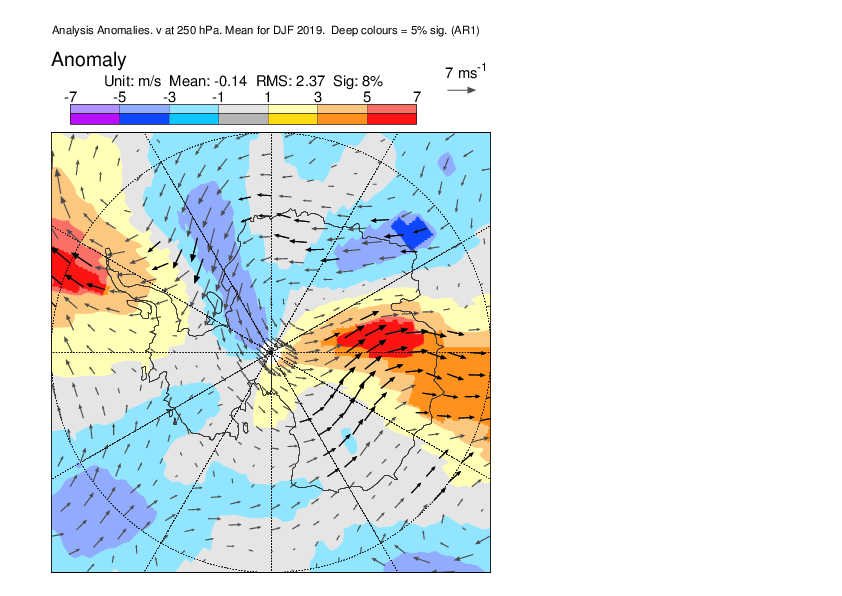 Analysis Anomalies. v at 250 hPa. Mean for DJF 2019. Deep colours = 5% sig. (AR1)
Anomaly
7 ms-1
Unit: m/s Mean: -0.14 RMS: 2.37 Sig: 8%
-7 -5 -3 -1 1 3 5 7